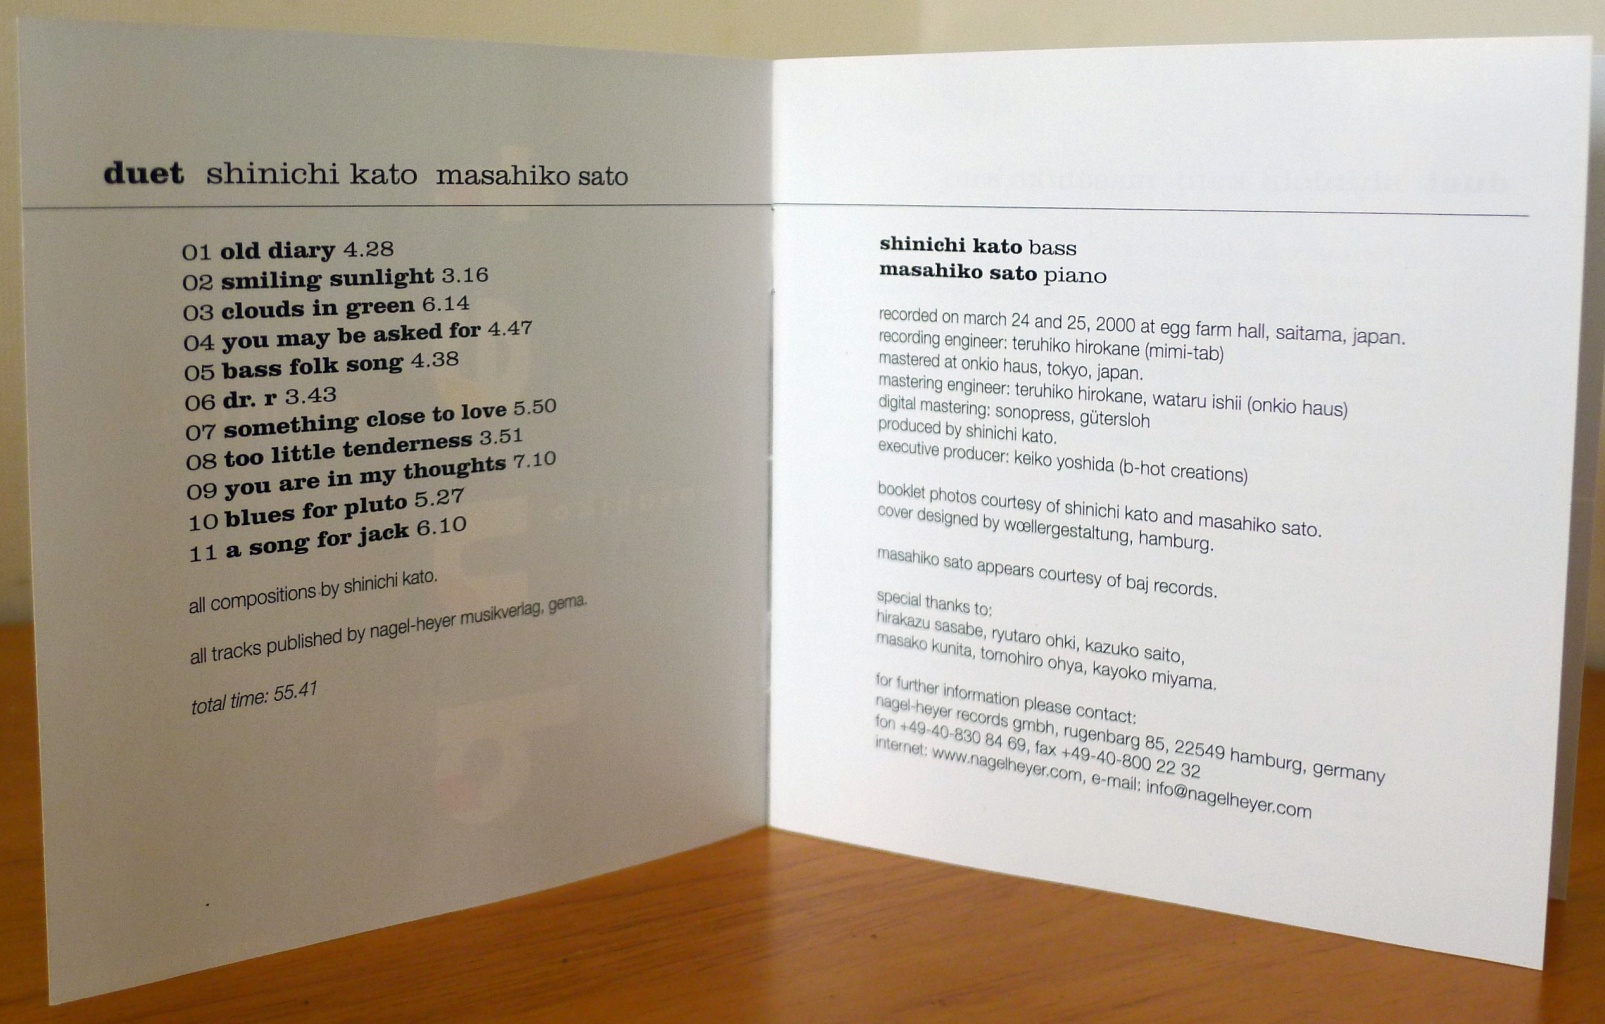 duet shinichi kato masahiko sato
01 old diary 4.28
02 smiling sunlight 3.16
03 clouds in green 6.14
04 you may be asked for 4.47
05 bass folk song 4.38
06 dr. r 3.43
07 something close to love 5.50
08 too little tenderness 3.51
09 you are in my thoughts 7.10
10 blues for pluto 5.27
11 a song for jack 6.10
all compositions by shinichi kato.
all tracks published by nagel-heyer musikverlag, gema.
total time: 55.41
shinichi kato bass
masahiko sato piano
recorded on march 24 and 25, 2000 at egg farm hall, saitama, japan.
recording engineer: teruhiko hirokane (mimi-tab)
mastered at onkio haus, tokyo, japan.
mastering engineer: teruhiko hirokane, wataru ishii (onkio haus)
digital mastering: sonopress, gütersloh
produced by shinichi kato.
executive producer: keiko yoshida (b-hot creations)
booklet photos courtesy of shinichi kato and masahiko sato.
cover designed by wœllergestaltung, hamburg.
masahiko sato appears courtesy of baj records.
special thanks to:
hirakazu sasabe, ryutaro ohki, kazuko saito,
masako kunita, tomohiro ohya, kayoko miyama.
for further information please contact:
nagel-heyer records gmbh, rugenbarg 85, 22549 hamburg, germany
fon +49-40-830 84 69, fax +49-40-800 22 32
internet: www.nagelheyer.com, e-mail: info@nagelheyer.com